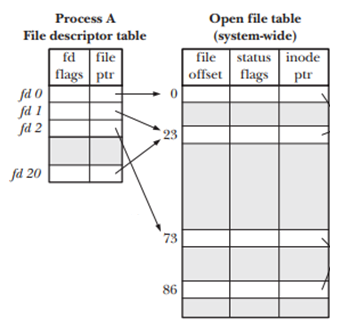 Process A
File descriptor table
fd file
flags ptr
fd 0
fd 1
fd 2
fd 20
Open file table
(system-wide)
file status inode
offset flags ptr
0
23
73
86